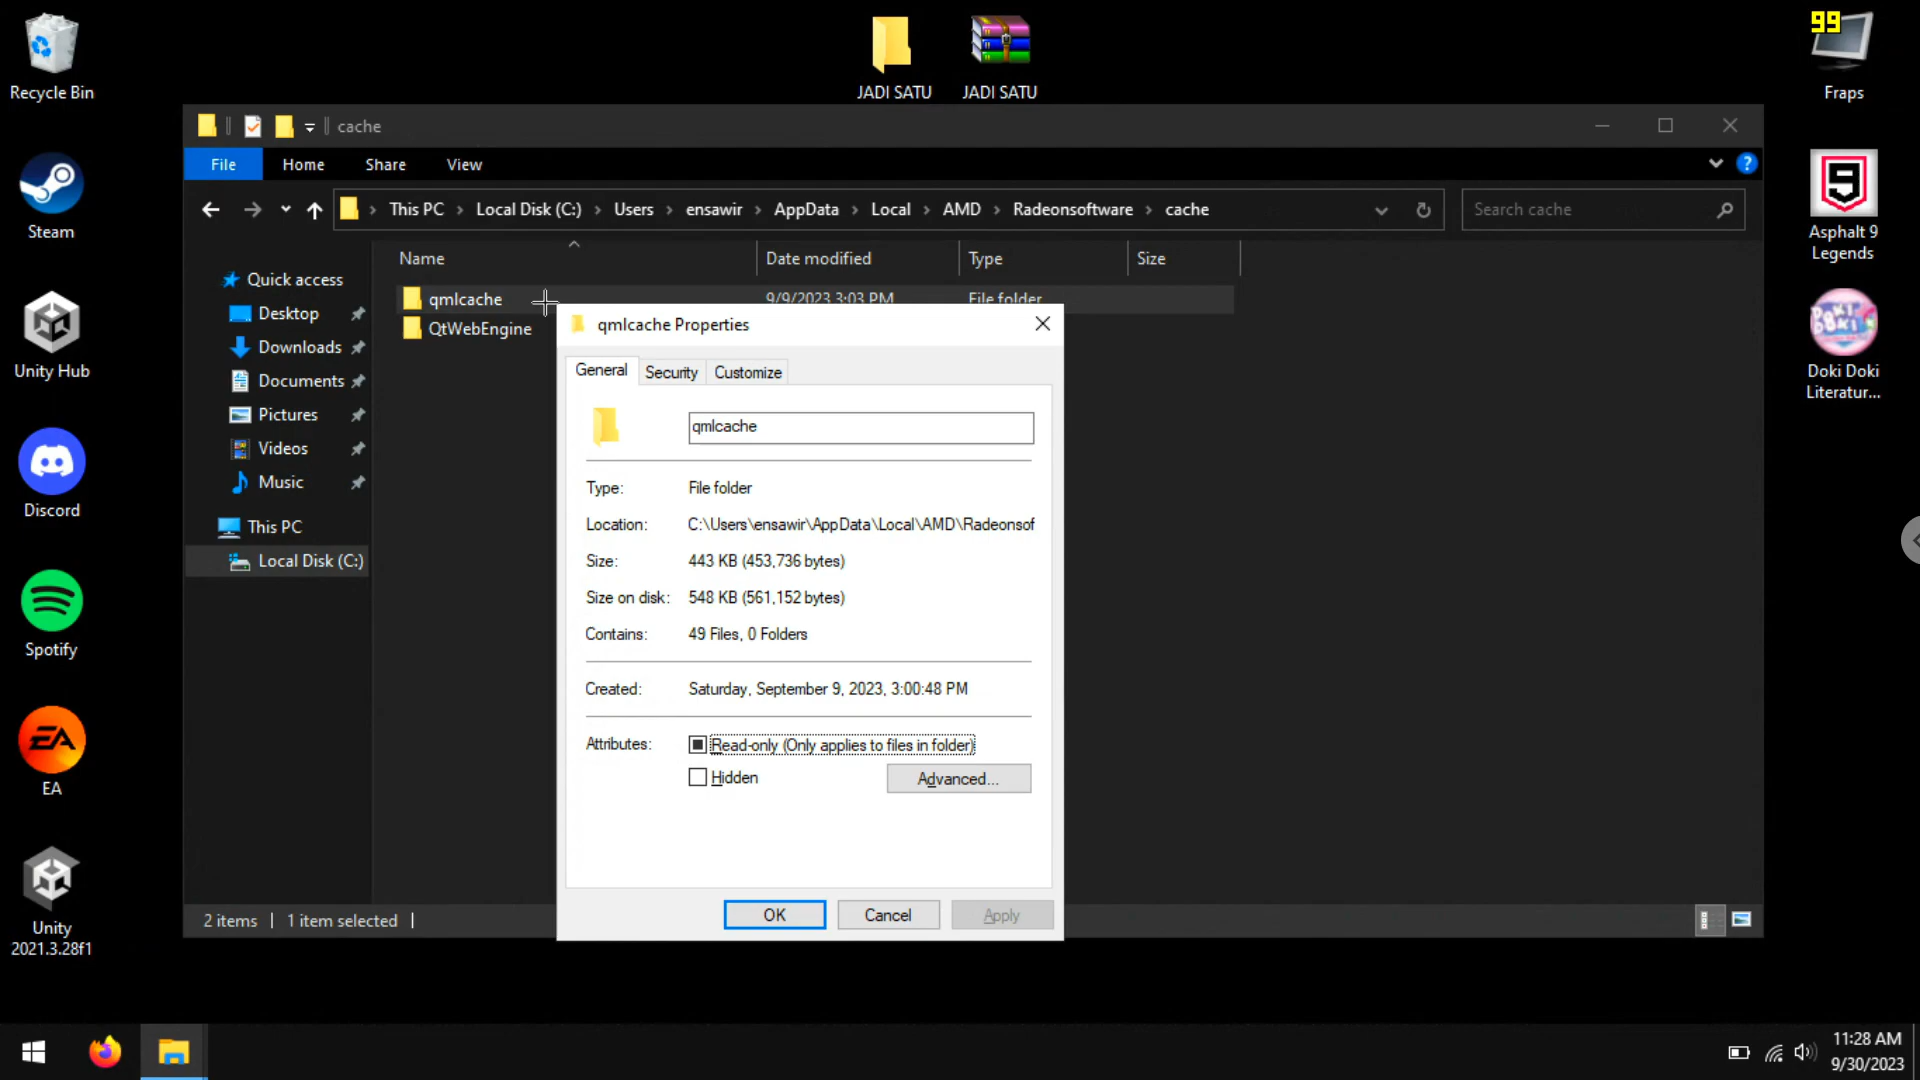 99
Recycle Bin
JADI SATU
JADI SATU
Fraps
cache
File
Home
Share
View
This PC
Local Disk (C:)
Users
ensawir
AppData
Local
AMD
Radeonsoftware
cache
Search cache
Steam
Asphalt 9
Legends
Name
Date modified
Type
Size
Quick access
Desktop
Downloads
Documents
Pictures
Videos
Music
This PC
Local Disk (C:)
qmlcache
9/9/2023 3:03 PM
File folder
QtWebEngine
qmlcache Properties
General
Security
Customize
qmlcache
Type:
File folder
Location:
C:\Users\ensawir\AppData\Local\AMD\Radeonsof
Size:
443 KB (453,736 bytes)
Size on disk:
548 KB (561,152 bytes)
Contains:
49 Files, 0 Folders
Created:
Saturday, September 9, 2023, 3:00:48 PM
Attributes:
Read-only (Only applies to files in folder)
Hidden
Advanced...
OK
Cancel
Apply
Unity Hub
DOKI
DOKI
Doki Doki
Literatur...
Discord
Spotify
EA
EA
Unity
2021.3.28f1
2 items
1 item selected
11:28 AM
9/30/2023